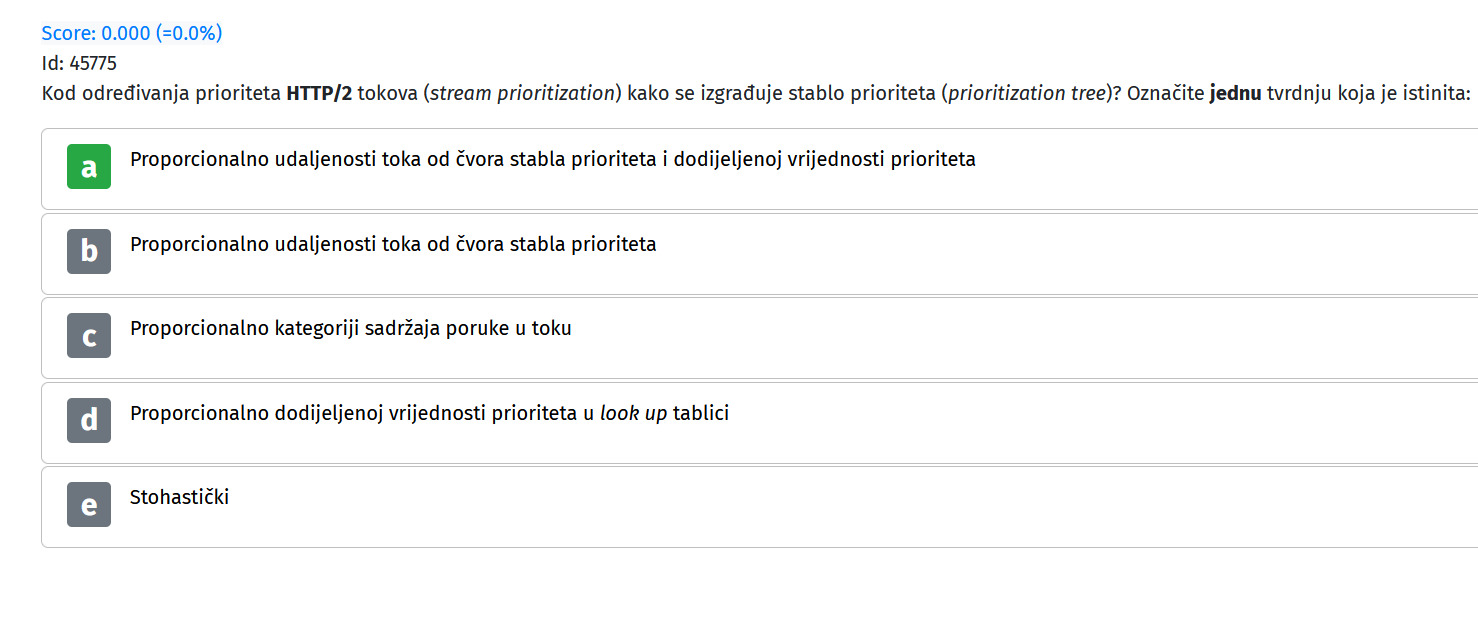 Score: 0.000 (=0.0%)
Id: 45775
Kod određivanja prioriteta HTTP/2 tokova (stream prioritization) kako se izgrađuje stablo prioriteta (prioritization tree)? Označite jednu tvrdnju koja je istinita:
a Proporcionalno udaljenosti toka od čvora stabla prioriteta i dodijeljenoj vrijednosti prioriteta
b Proporcionalno udaljenosti toka od čvora stabla prioriteta
c Proporcionalno kategoriji sadržaja poruke u toku
d Proporcionalno dodijeljenoj vrijednosti prioriteta u look up tablici
e Stohastički